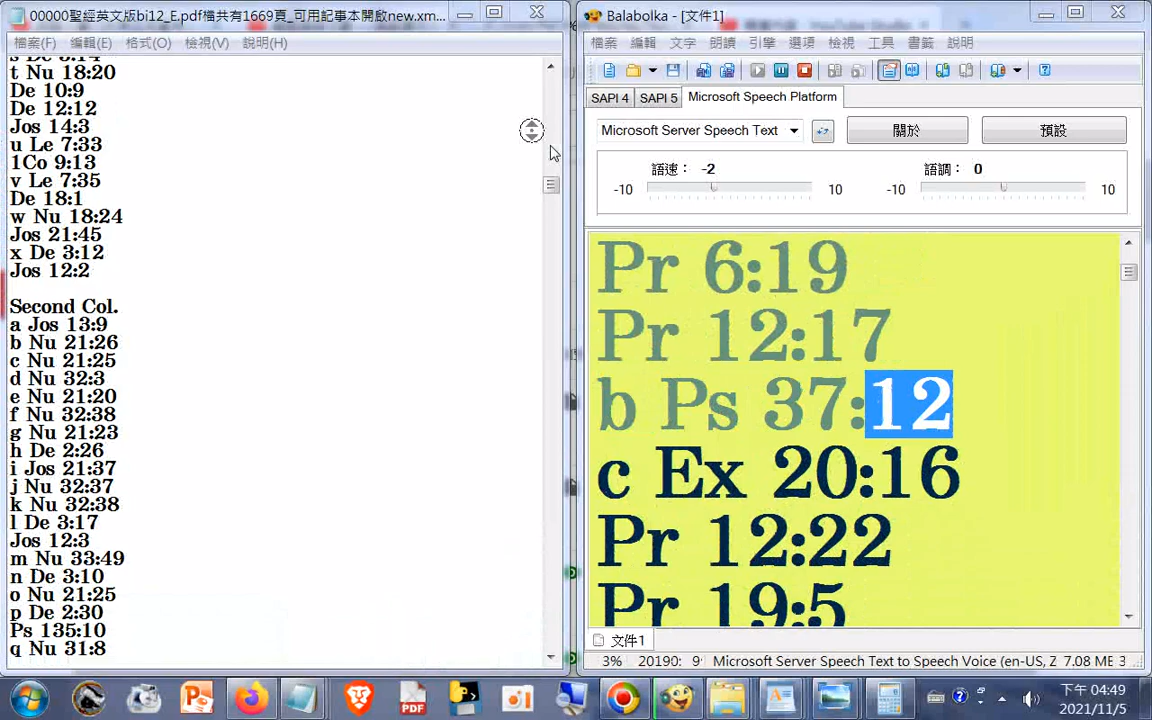 00000聖經英文版bi12_E.pdf檔共有1669頁_可用記事本開啟new.xm...
檔案(F) 編輯(E) 格式(O) 檢視(V) 說明(H)
s De 3:14
t Nu 18:20
De 10:9
De 12:12
Jos 14:3
u Le 7:33
1Co 9:13
v Le 7:35
De 18:1
w Nu 18:24
Jos 21:45
x De 3:12
Jos 12:2
Second Col.
a Jos 13:9
b Nu 21:26
c Nu 21:25
d Nu 32:3
e Nu 21:20
f Nu 32:38
g Nu 21:23
h De 2:26
i Jos 21:37
j Nu 32:37
k Nu 32:38
l De 3:17
Jos 12:3
m Nu 33:49
n De 3:10
o Nu 21:25
p De 2:30
Ps 135:10
q Nu 31:8
Balabolka - [文件1]
檔案 編輯 文字 朗讀 引擎 選項 檢視 工具 書籤 說明
SAPI 4 SAPI 5 Microsoft Speech Platform
Microsoft Server Speech Text 關於 預設
語速： -2 語調： 0
-10 10 -10 10
Pr 6:19
Pr 12:17
b Ps 37:12
c Ex 20:16
Pr 12:22
Pr 19:5
文件1
3% 20190: 9 Microsoft Server Speech Text to Speech Voice (en-US, Z 7.08 ME 3
PDF
下午 04:49
2021/11/5